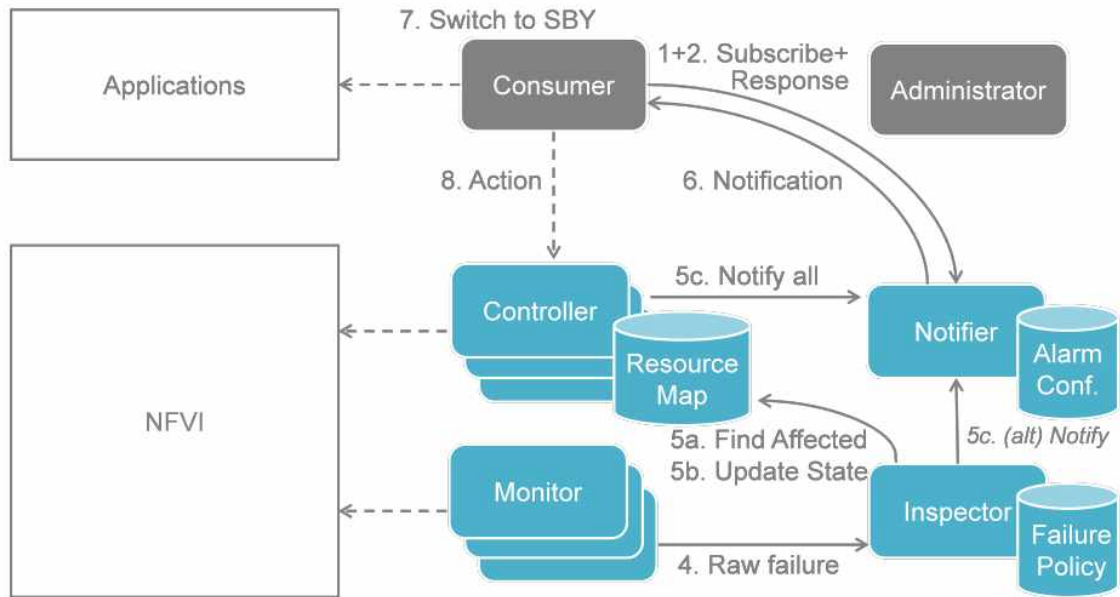 7. Switch to SBY
Applications
Consumer
1+2. Subscribe+
Response
Administrator
8. Action
6. Notification
Controller
5c. Notify all
Notifier
Resource
Map
Alarm
Conf.
NFVI
5a. Find Affected
5b. Update State
5c. (alt) Notify
Monitor
Inspector
Failure
Policy
4. Raw failure